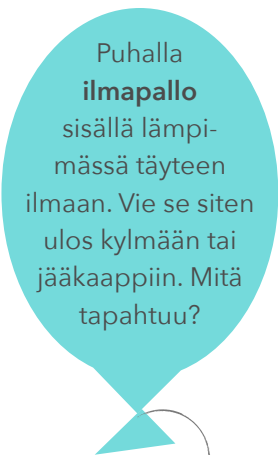 Puhalla
ilmapallo
sisällä lämpi-
mässä täyteen
ilmaan. Vie se siten
ulos kylmään tai
jääkaappiin. Mitä
tapahtuu?